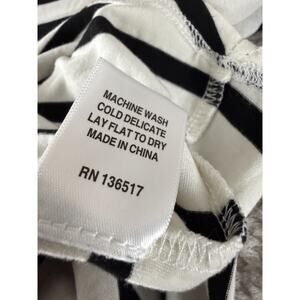 MACHINE WASH
COLD DELICATE
LAY FLAT TO DRY
MADE IN CHINA
RN 136517